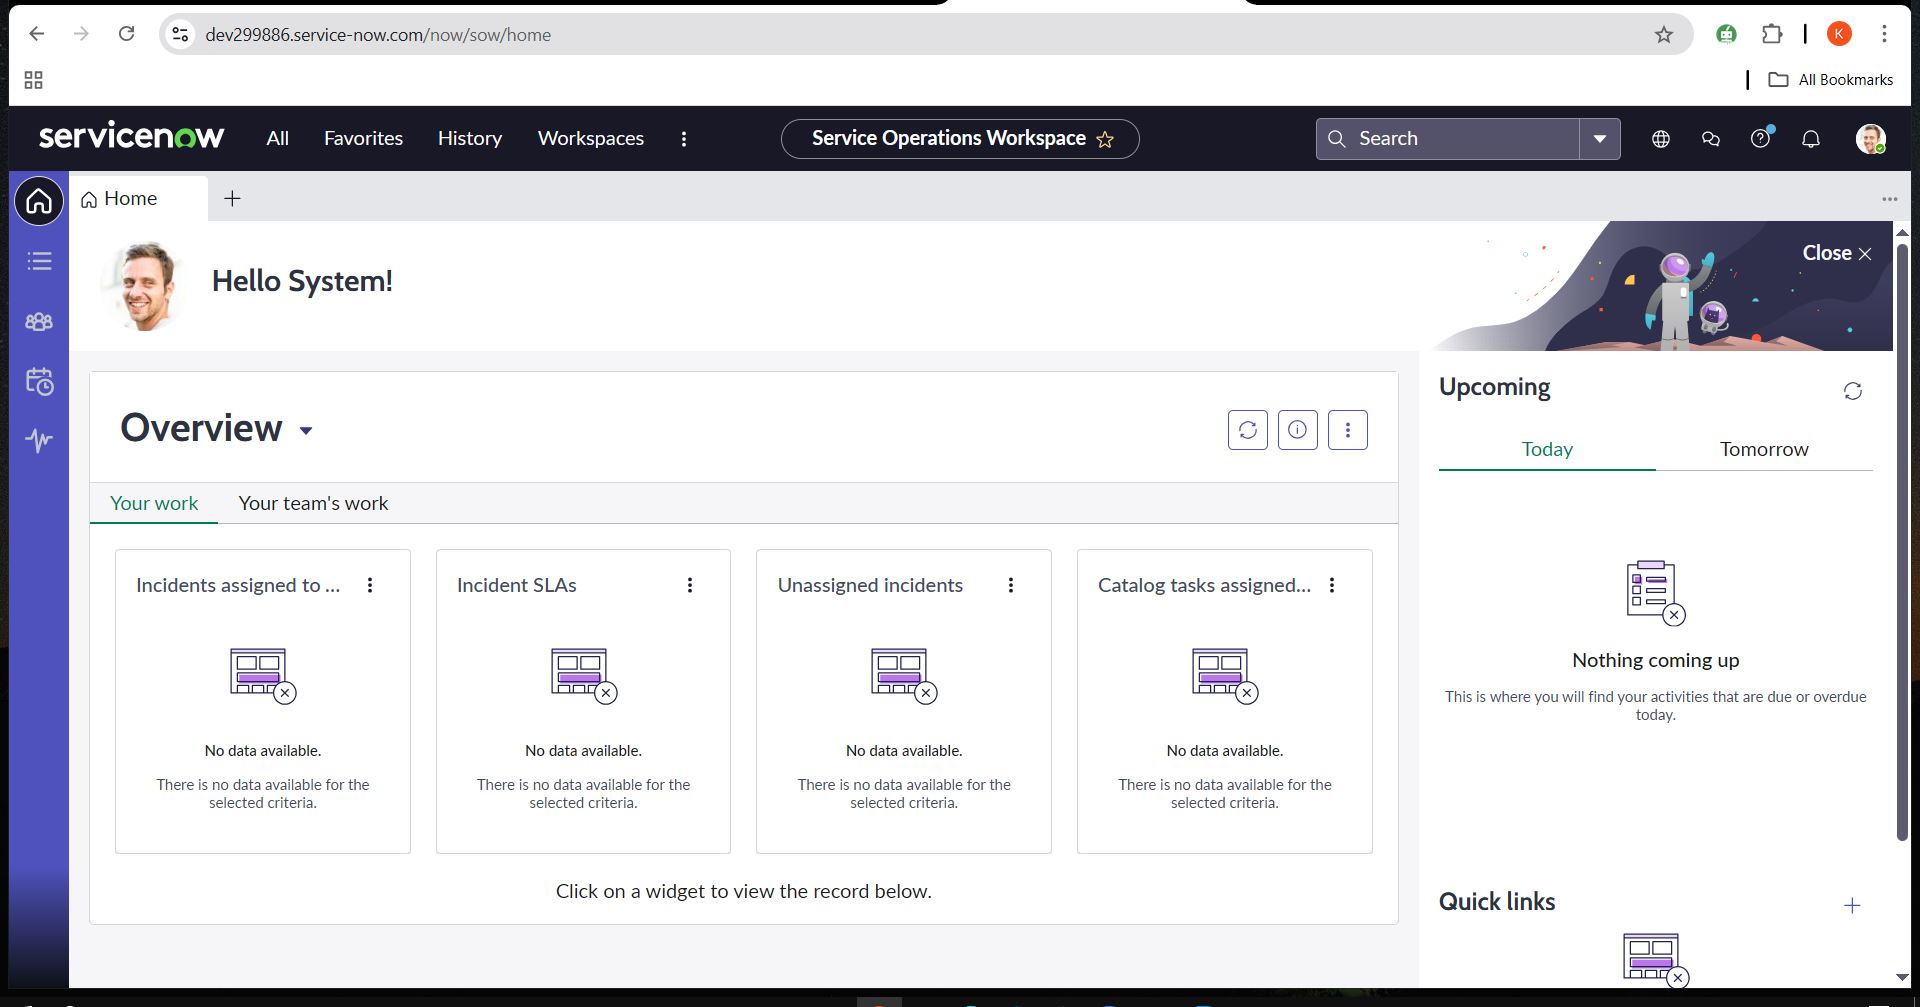 dev299886.service-now.com/now/sow/home
K
All Bookmarks
servicenow
All
Favorites
History
Workspaces
Service Operations Workspace
Search
Home
Hello System!
Close
Overview
Your work
Your team's work
Incidents assigned to ...
No data available.
There is no data available for the
selected criteria.
Incident SLAs
No data available.
There is no data available for the
selected criteria.
Unassigned incidents
No data available.
There is no data available for the
selected criteria.
Catalog tasks assigned...
No data available.
There is no data available for the
selected criteria.
Click on a widget to view the record below.
Upcoming
Today
Tomorrow
Nothing coming up
This is where you will find your activities that are due or overdue
today.
Quick links